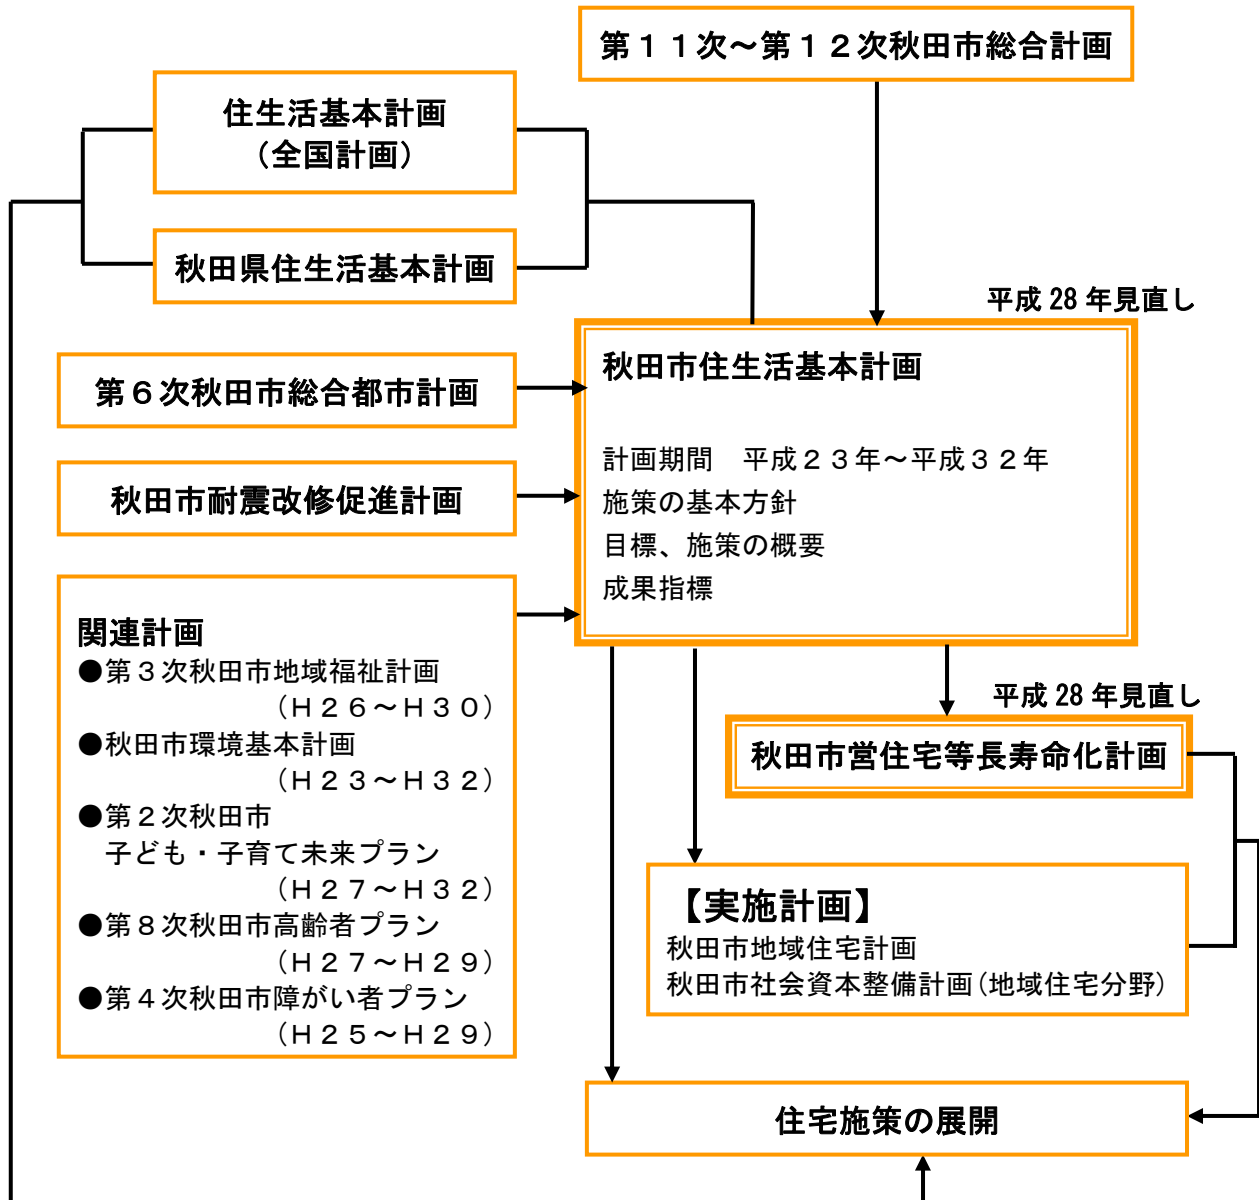 第１１次～第１２次秋田市総合計画
住生活基本計画
（全国計画）
秋田県住生活基本計画
平成 28 年見直し
秋田市住生活基本計画
計画期間　平成２３年～平成３２年
施策の基本方針
目標、施策の概要
成果指標
第６次秋田市総合都市計画
秋田市耐震改修促進計画
関連計画
●第３次秋田市地域福祉計画
（Ｈ２６～Ｈ３０）
●秋田市環境基本計画
（Ｈ２３～Ｈ３２）
●第２次秋田市
子ども・子育て未来プラン
（Ｈ２７～Ｈ３２）
●第８次秋田市高齢者プラン
（Ｈ２７～Ｈ２９）
●第４次秋田市障がい者プラン
（Ｈ２５～Ｈ２９）
平成 28 年見直し
秋田市営住宅等長寿命化計画
【実施計画】
秋田市地域住宅計画
秋田市社会資本整備計画(地域住宅分野)
住宅施策の展開